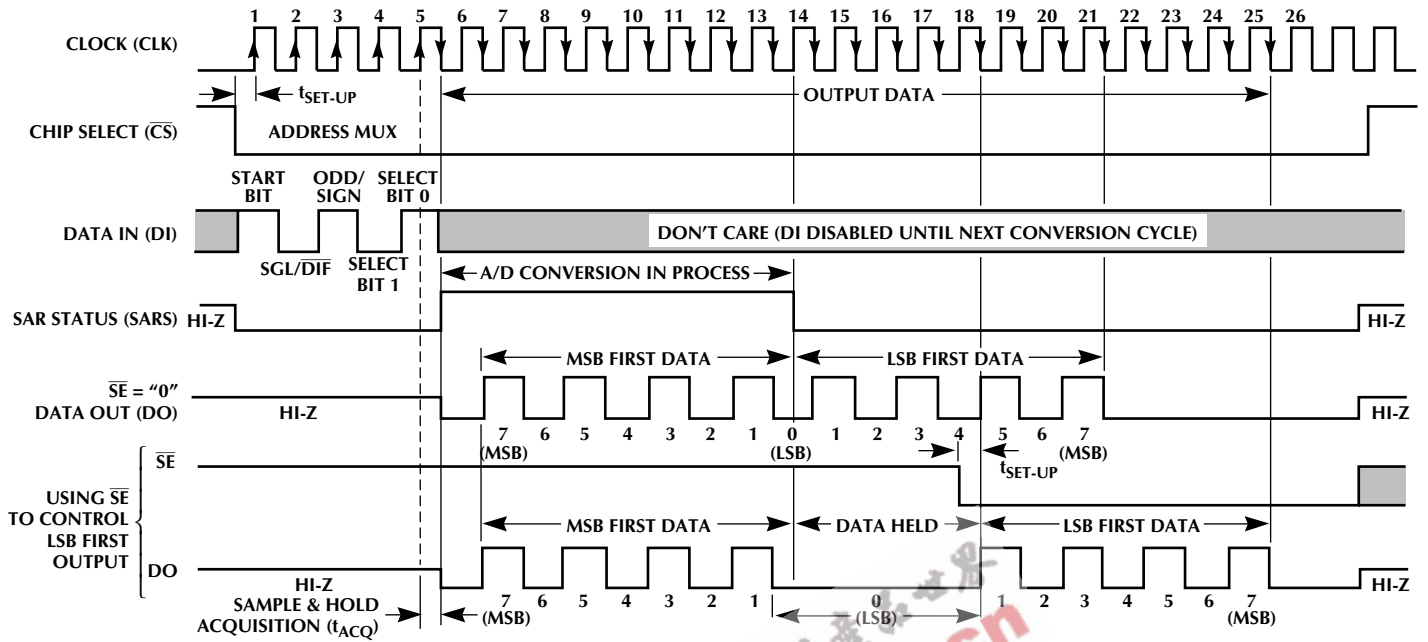 1 2 3 4 5 6 7 8 9 10 11 12 13 14 15 16 17 18 19 20 21 22 23 24 25 26
CLOCK (CLK)
tSET-UP
OUTPUT DATA
CHIP SELECT (CS)
ADDRESS MUX
START BIT
ODD/ SIGN
SELECT BIT 0
DATA IN (DI)
DON'T CARE (DI DISABLED UNTIL NEXT CONVERSION CYCLE)
SGL/DIF
SELECT BIT 1
A/D CONVERSION IN PROCESS
SAR STATUS (SARS)
HI-Z
HI-Z
MSB FIRST DATA
LSB FIRST DATA
SE = “0”
DATA OUT (DO)
HI-Z
HI-Z
7 6 5 4 3 2 1 0 1 2 3 4 5 6 7
(MSB) (LSB) (MSB)
SE
tSET-UP
USING SE
TO CONTROL
LSB FIRST
OUTPUT
MSB FIRST DATA
DATA HELD
LSB FIRST DATA
DO
HI-Z
HI-Z
7 6 5 4 3 2 1 0 1 2 3 4 5 6 7
(MSB) (LSB) (MSB)
SAMPLE & HOLD
ACQUISITION (tACQ)